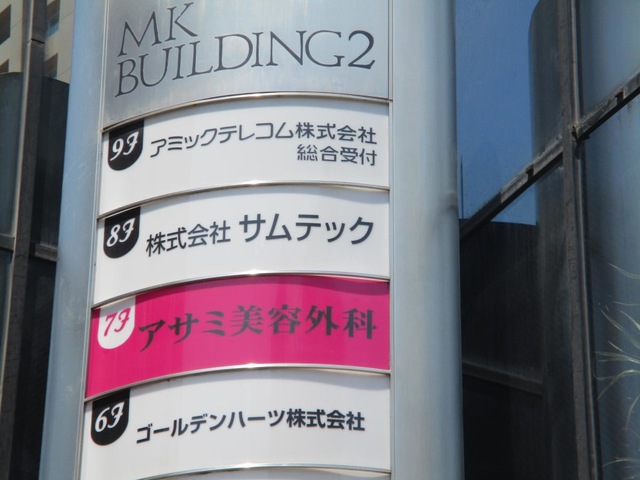 MK
BUILDING2
9F アミックテレコム株式会社
総合受付
8F 株式会社 サムテック
7F アサミ美容外科
6F ゴールデンハーツ株式会社